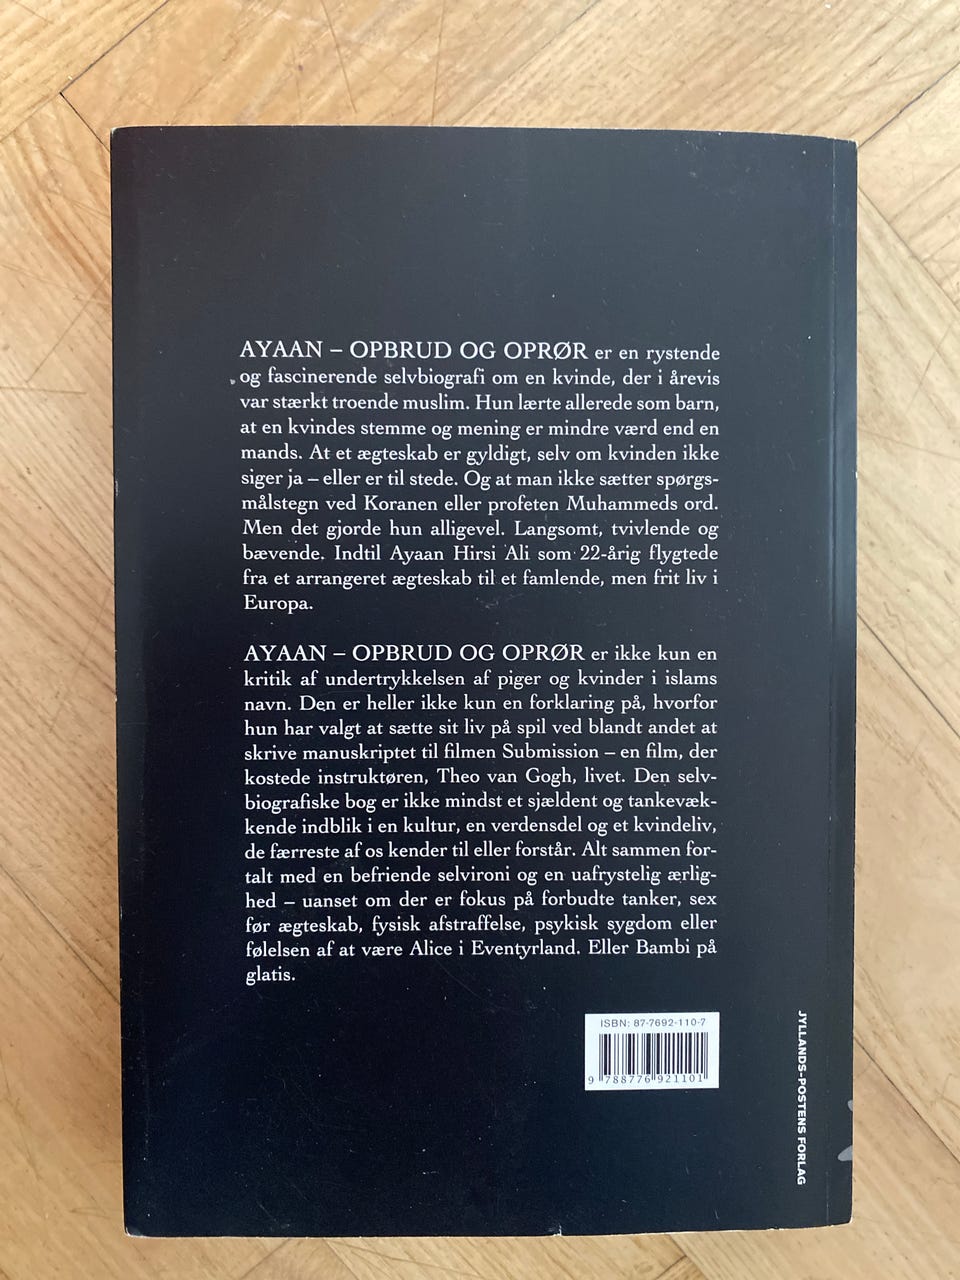 AYAAN – OPBRUD OG OPRØR er en rystende
og fascinerende selvbiografi om en kvinde, der i årevis
var stærkt troende muslim. Hun lærte allerede som barn,
at en kvindes stemme og mening er mindre værd end en
mands. At et ægteskab er gyldigt, selv om kvinden ikke
siger ja – eller er til stede. Og at man ikke sætter spørgs-
målstegn ved Koranen eller profeten Muhammeds ord.
Men det gjorde hun alligevel. Langsomt, tvivlende og
bævende. Indtil Ayaan Hirsi Ali som 22-årig flygtede
fra et arrangeret ægteskab til et famlende, men frit liv i
Europa.
AYAAN – OPBRUD OG OPRØR er ikke kun en
kritik af undertrykkelsen af piger og kvinder i islams
navn. Den er heller ikke kun en forklaring på, hvorfor
hun har valgt at sætte sit liv på spil ved blandt andet at
skrive manuskriptet til filmen Submission – en film, der
kostede instruktøren, Theo van Gogh, livet. Den selv-
biografiske bog er ikke mindst et sjældent og tankevæk-
kende indblik i en kultur, en verdensdel og et kvindeliv,
de færreste af os kender til eller forstår. Alt sammen for-
talt med en befriende selvironi og en uafrystelig ærlig-
hed – uanset om der er fokus på forbudte tanker, sex
før ægteskab, fysisk afstraffelse, psykisk sygdom eller
følelsen af at være Alice i Eventyrland. Eller Bambi på
glatis.
ISBN: 87-7692-110-7
9 788776 921101
JYLLANDS-POSTENS FORLAG